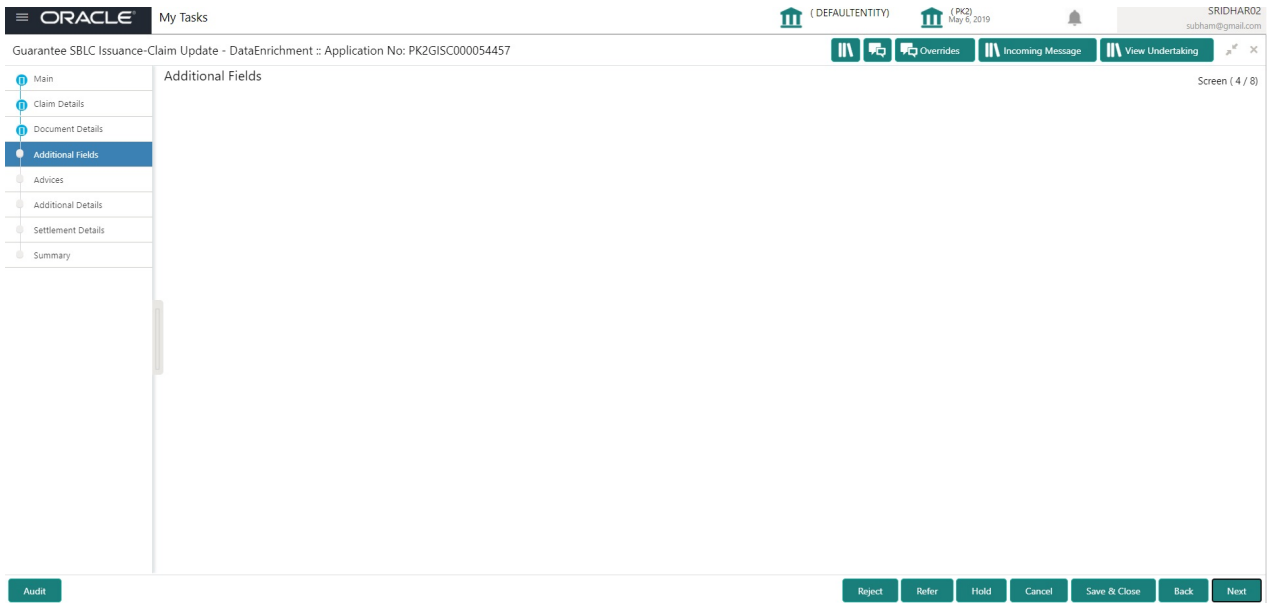 ORACLE
My Tasks
( DEFAULTENTITY)
( PK2)
May 6, 2019
SRIDHAR02
subham@gmail.com
Guarantee SBLC Issuance-Claim Update - DataEnrichment :: Application No: PK2GISC000054457
Overrides
Incoming Message
View Undertaking
Main
Claim Details
Document Details
Additional Fields
Advices
Additional Details
Settlement Details
Summary
Additional Fields
Screen ( 4 / 8)
Audit
Reject
Refer
Hold
Cancel
Save & Close
Back
Next